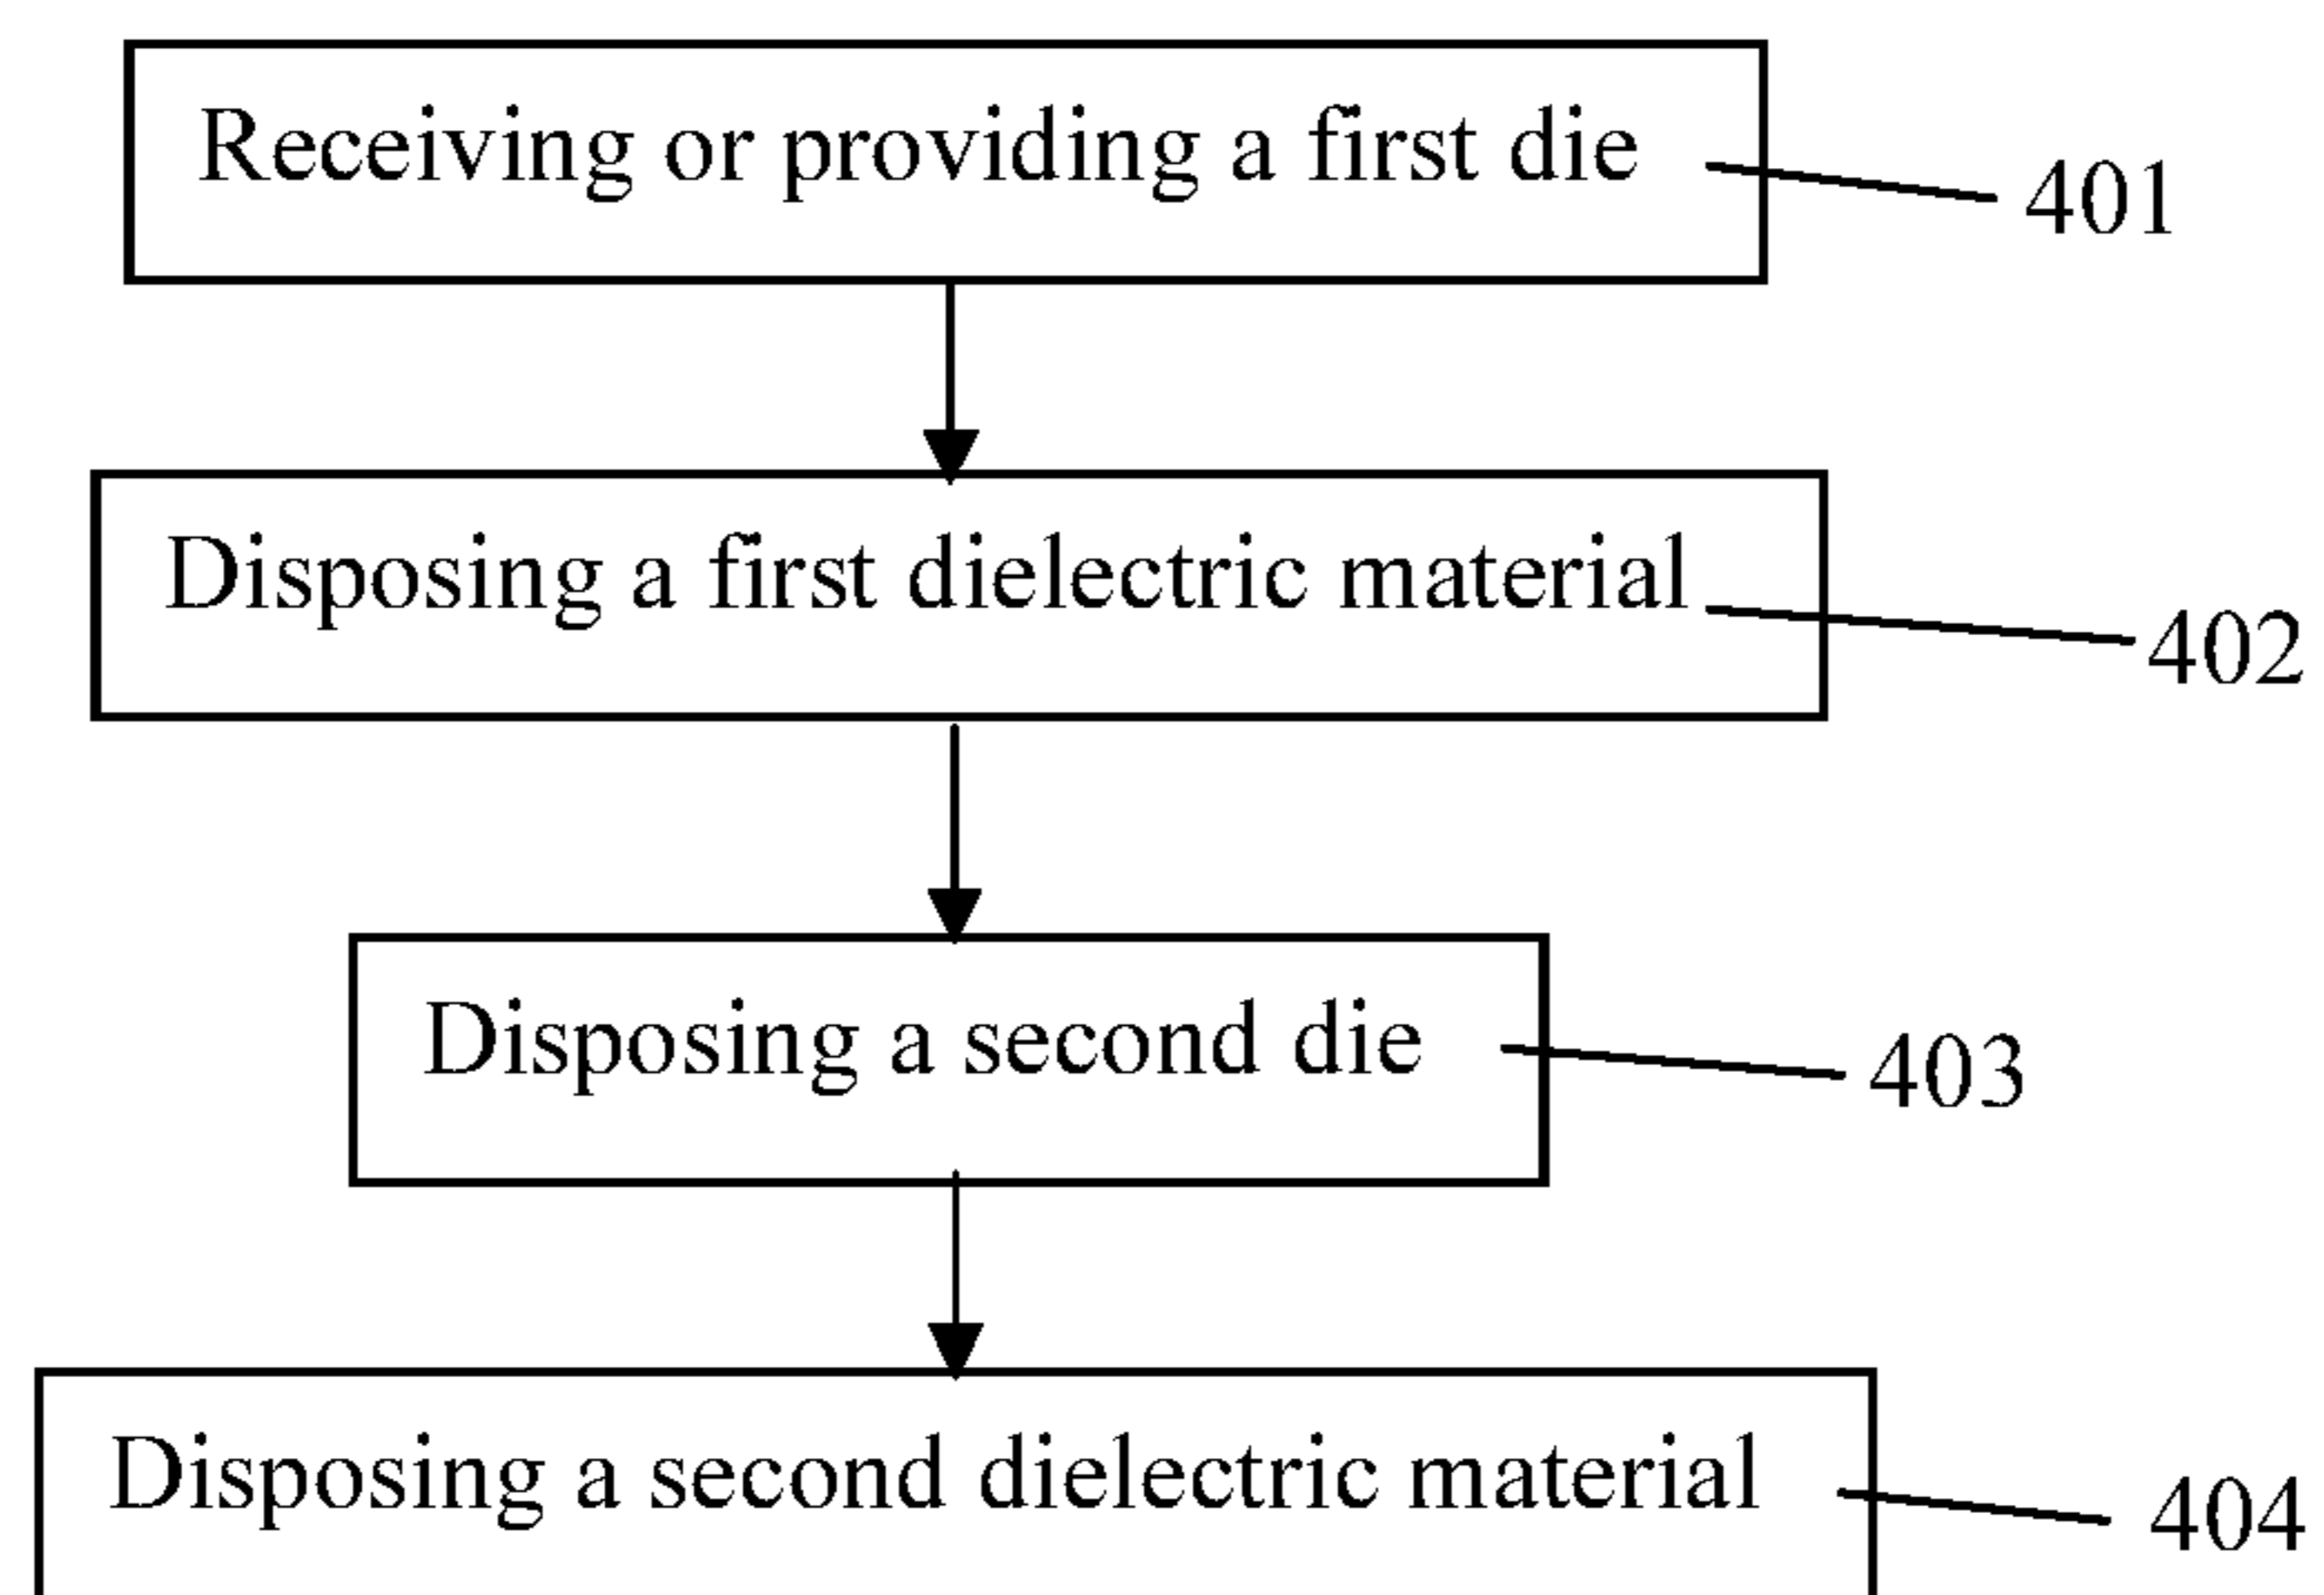 Receiving or providing a first die
401
Disposing a first dielectric material
402
Disposing a second die
403
Disposing a second dielectric material
404